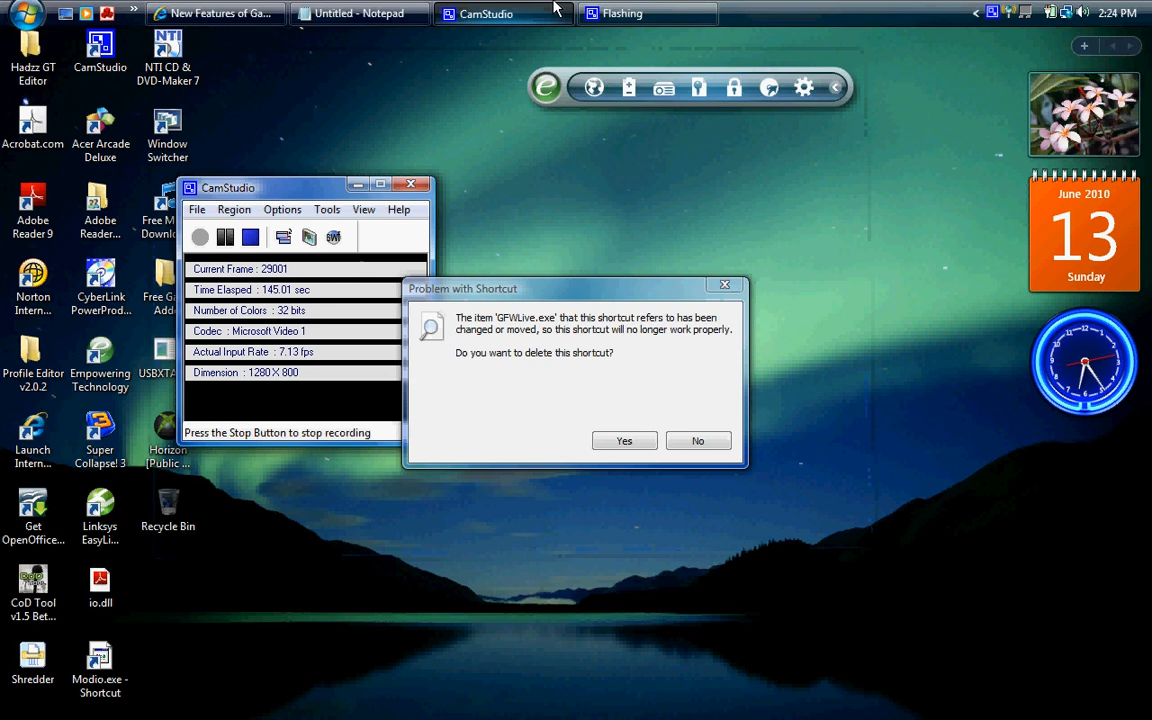 New Features of Ga...
Untitled - Notepad
CamStudio
Flashing
2:24 PM
Hadzz GT
Editor
CamStudio
NTI CD &
DVD-Maker 7
Acrobat.com
Acer Arcade
Deluxe
Window
Switcher
Adobe
Reader 9
Adobe
Reader...
Free M
Downl
Norton
Intern...
CyberLink
PowerProd...
Free Ga
Add
Profile Editor
v2.0.2
Empowering
Technology
USBXTA
Launch
Intern...
Super
Collapse! 3
Horizon
[Public ...
Get
OpenOffice...
Linksys
EasyLi...
Recycle Bin
CoD Tool
v1.5 Bet...
io.dll
Shredder
Modio.exe -
Shortcut
CamStudio
File Region Options Tools View Help
Current Frame : 29001
Time Elasped : 145.01 sec
Number of Colors : 32 bits
Codec : Microsoft Video 1
Actual Input Rate : 7.13 fps
Dimension : 1280 X 800
Press the Stop Button to stop recording
Problem with Shortcut
The item 'GFWLive.exe' that this shortcut refers to has been
changed or moved, so this shortcut will no longer work properly.
Do you want to delete this shortcut?
Yes No
June 2010
13
Sunday